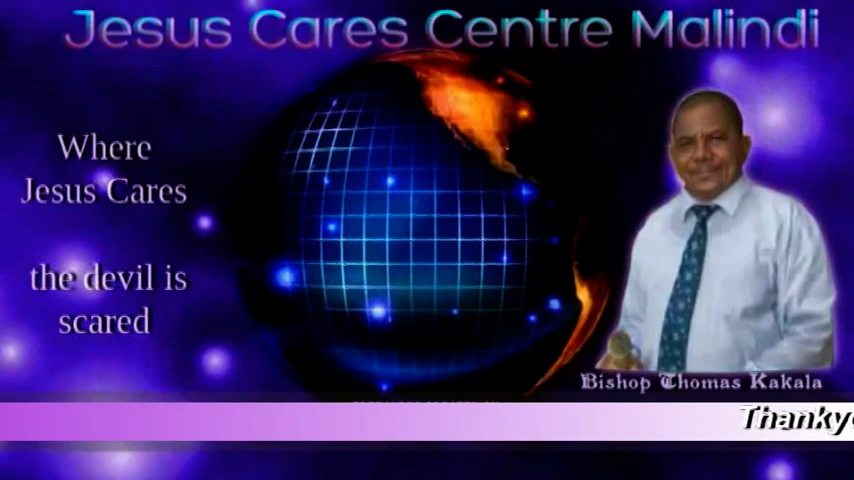 Jesus Cares Centre Malindi
Where
Jesus Cares
the devil is
scared
Bishop Thomas Kakala